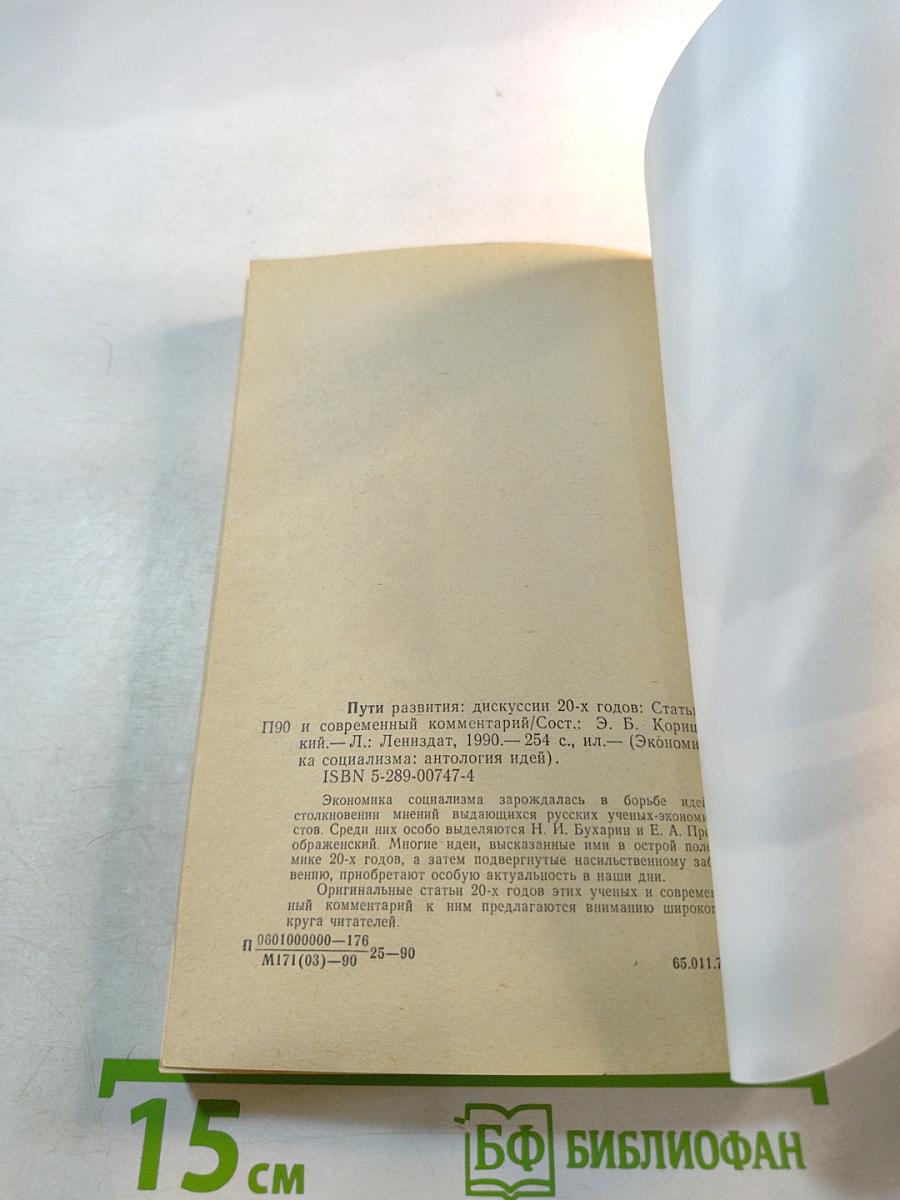 Пути развития: дискуссии 20-х годов: Статьи
П90 и современный комментарий/Сост.: Э. Б. Кориц
кий.— Л.: Лениздат, 1990.— 254 с., ил.— (Экономи
ка социализма: антология идей).
ISBN 5-289-00747-4
Экономика социализма зарождалась в борьбе идей
столкновении мнений выдающихся русских ученых-экономи
стов. Среди них особо выделяются Н. И. Бухарин и Е. А. Пре
ображенский. Многие идеи, высказанные ими в острой поле
мике 20-х годов, а затем подвергнутые насильственному заб
вению, приобретают особую актуальность в наши дни.
Оригинальные статьи 20-х годов этих ученых и современ
ный комментарий к ним предлагаются вниманию широког
круга читателей.
П 0601000000—176
М171(03)—90 25—90
65.011.7
15 см
БФ БИБЛИОФАН